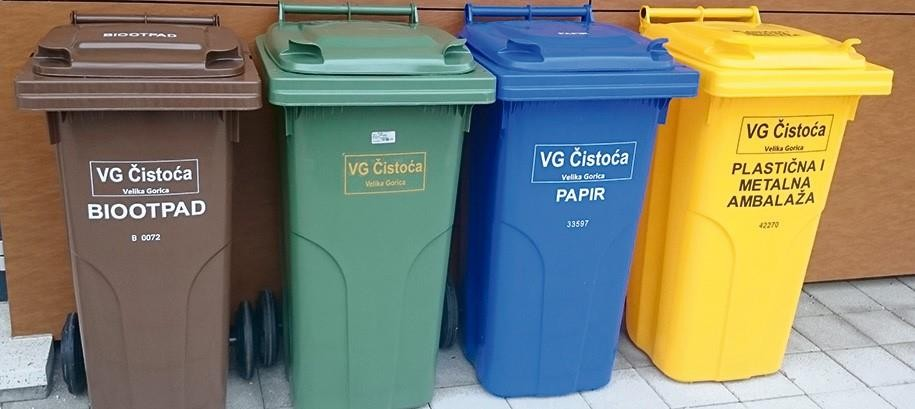 BIOOTPAD
VG Čistoća
Velika Gorica
BIOOTPAD
B 0072
VG Čistoća
Velika Gorica
PAPIR
VG Čistoća
Velika Gorica
PAPIR
33597
VG Čistoća
Velika Gorica
PLASTIČNA I
METALNA
AMBALAŽA
42270